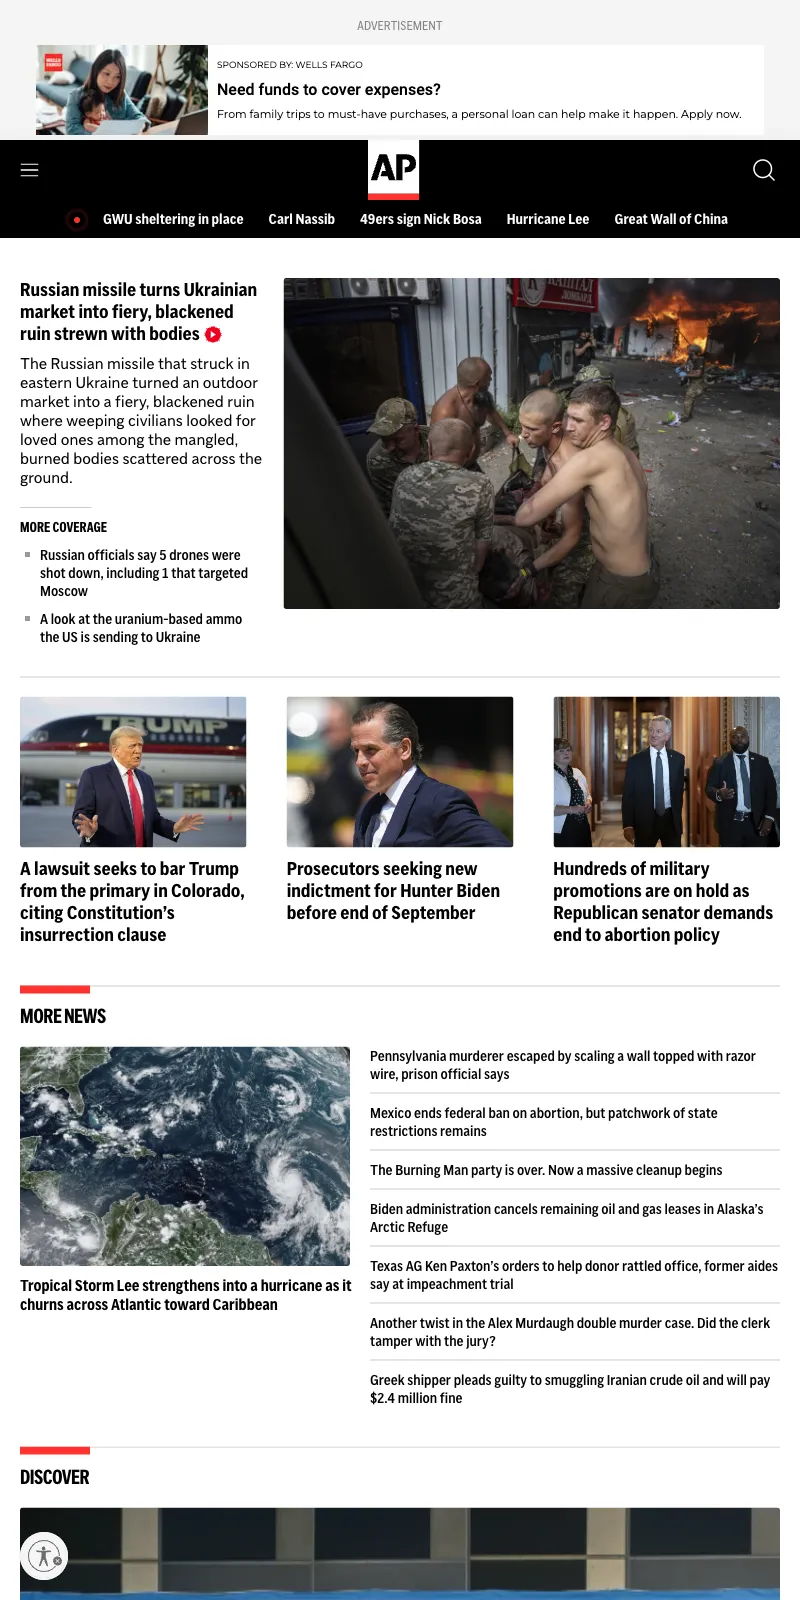 ADVERTISEMENT
WELLS
FARGO
SPONSORED BY: WELLS FARGO
Need funds to cover expenses?
From family trips to must-have purchases, a personal loan can help make it happen. Apply now.
AP
GWU sheltering in place
Carl Nassib
49ers sign Nick Bosa
Hurricane Lee
Great Wall of China
Russian missile turns Ukrainian
market into fiery, blackened
ruin strewn with bodies
The Russian missile that struck in
eastern Ukraine turned an outdoor
market into a fiery, blackened ruin
where weeping civilians looked for
loved ones among the mangled,
burned bodies scattered across the
ground.
КАПІТАЛ
ЛОМБАРД
MORE COVERAGE
Russian officials say 5 drones were
shot down, including 1 that targeted
Moscow
A look at the uranium-based ammo
the US is sending to Ukraine
TRUMP
A lawsuit seeks to bar Trump
from the primary in Colorado,
citing Constitution’s
insurrection clause
Prosecutors seeking new
indictment for Hunter Biden
before end of September
Hundreds of military
promotions are on hold as
Republican senator demands
end to abortion policy
MORE NEWS
Tropical Storm Lee strengthens into a hurricane as it
churns across Atlantic toward Caribbean
Pennsylvania murderer escaped by scaling a wall topped with razor
wire, prison official says
Mexico ends federal ban on abortion, but patchwork of state
restrictions remains
The Burning Man party is over. Now a massive cleanup begins
Biden administration cancels remaining oil and gas leases in Alaska’s
Arctic Refuge
Texas AG Ken Paxton’s orders to help donor rattled office, former aides
say at impeachment trial
Another twist in the Alex Murdaugh double murder case. Did the clerk
tamper with the jury?
Greek shipper pleads guilty to smuggling Iranian crude oil and will pay
$2.4 million fine
DISCOVER